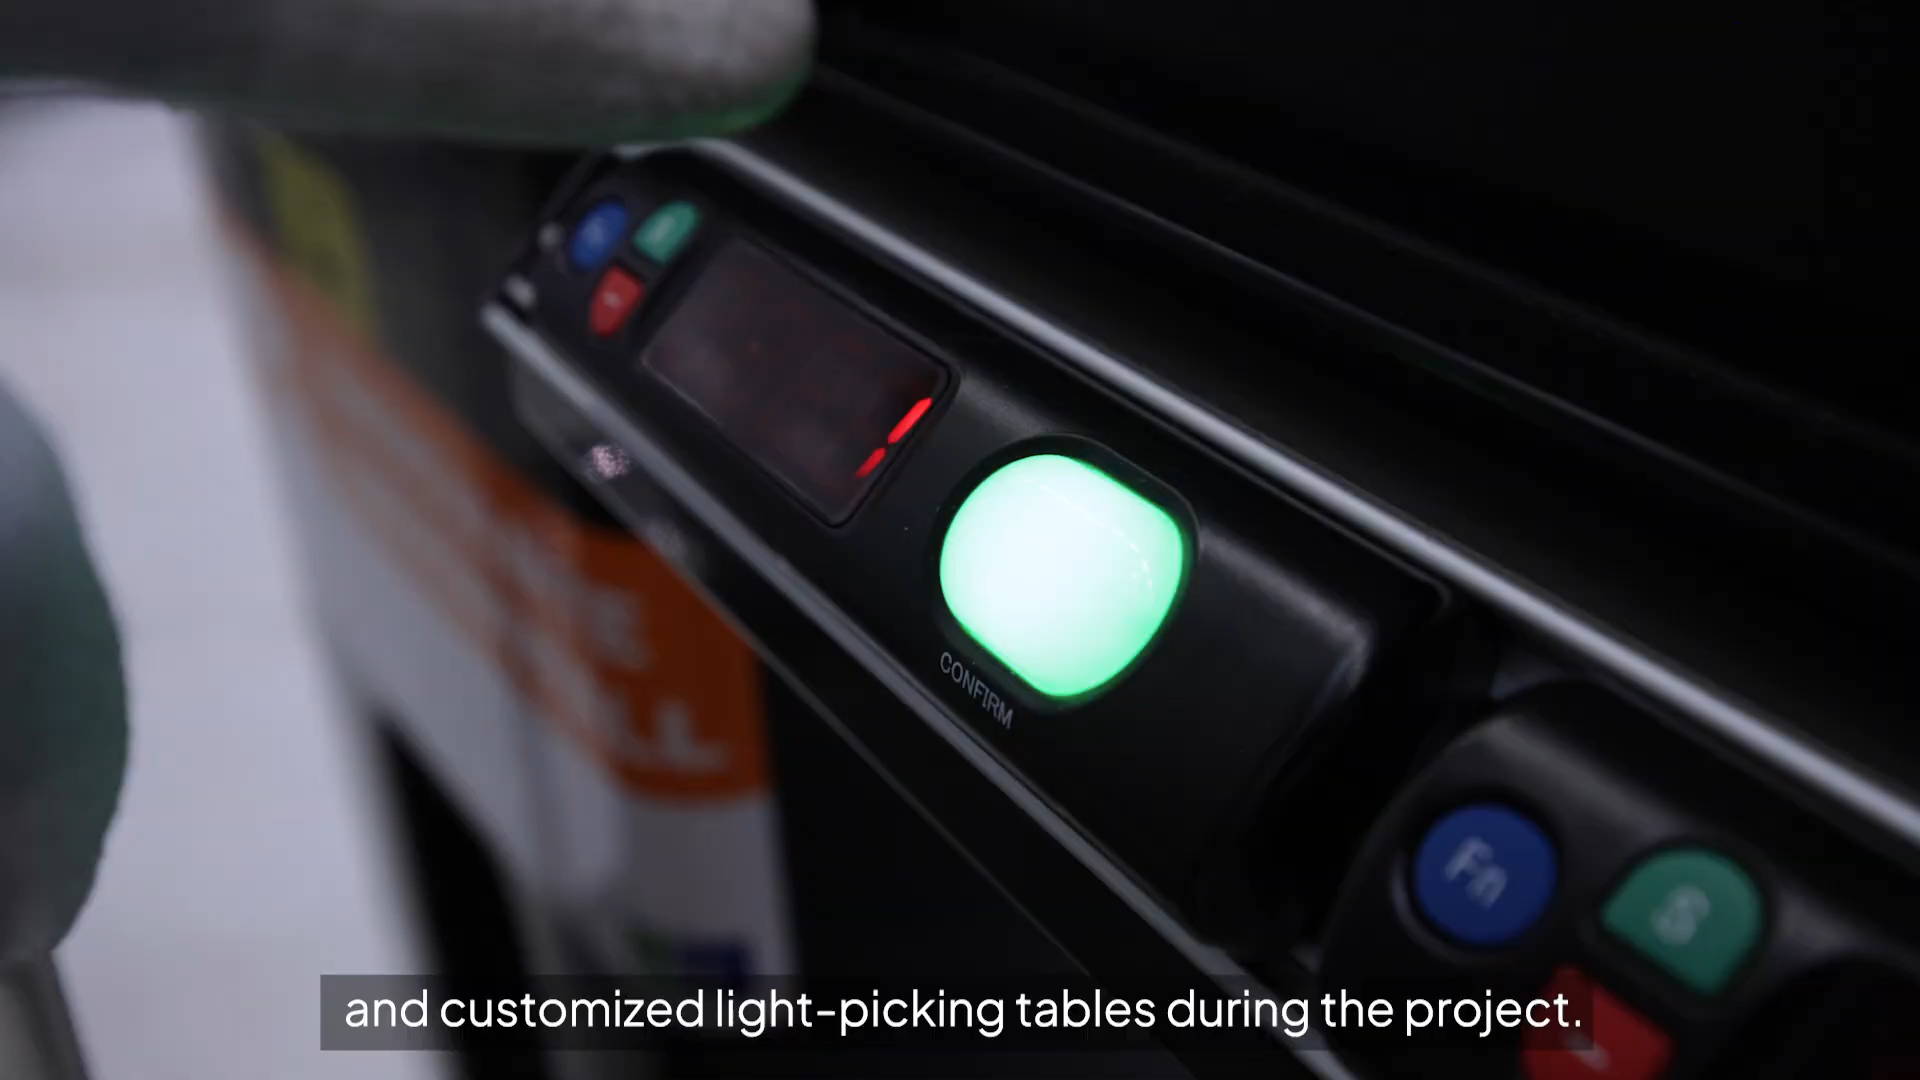 CONFIRM
Fn
S
and customized light-picking tables during the project.